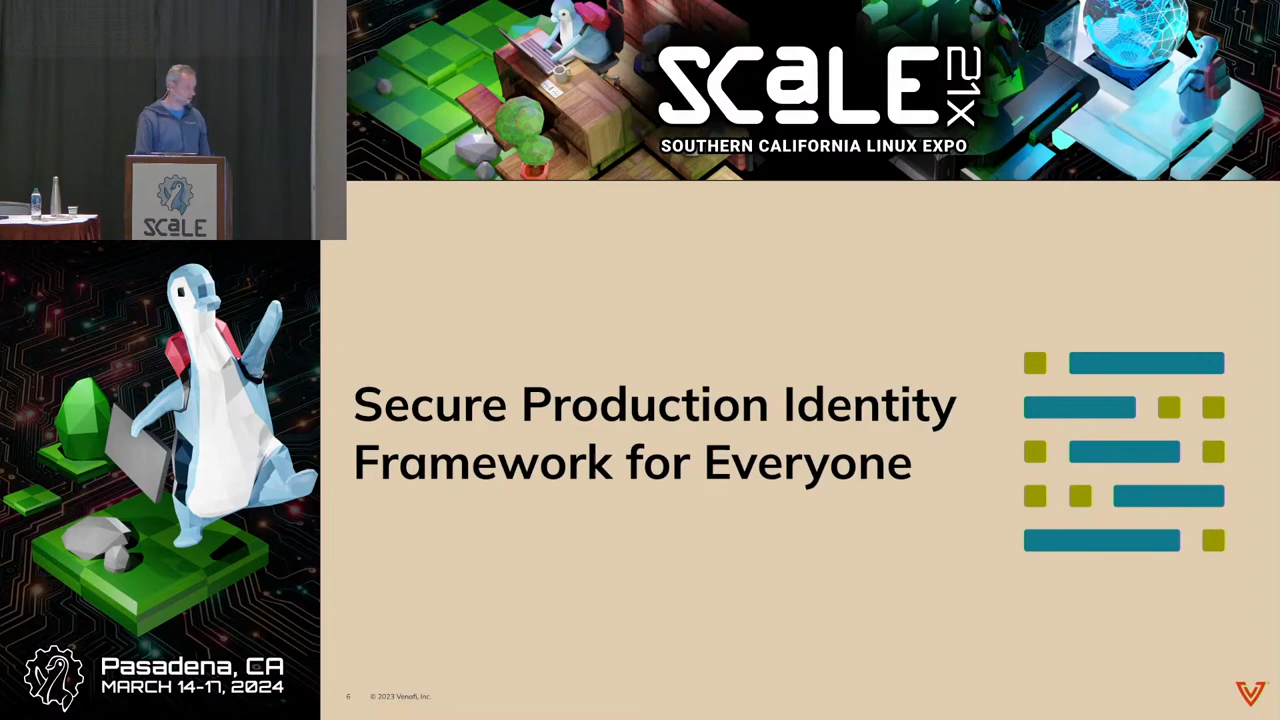 SCaLE 21x
SOUTHERN CALIFORNIA LINUX EXPO
SCaLE
Secure Production Identity
Framework for Everyone
Pasadena, CA
MARCH 14-17, 2024
6 © 2023 Venafi, Inc.